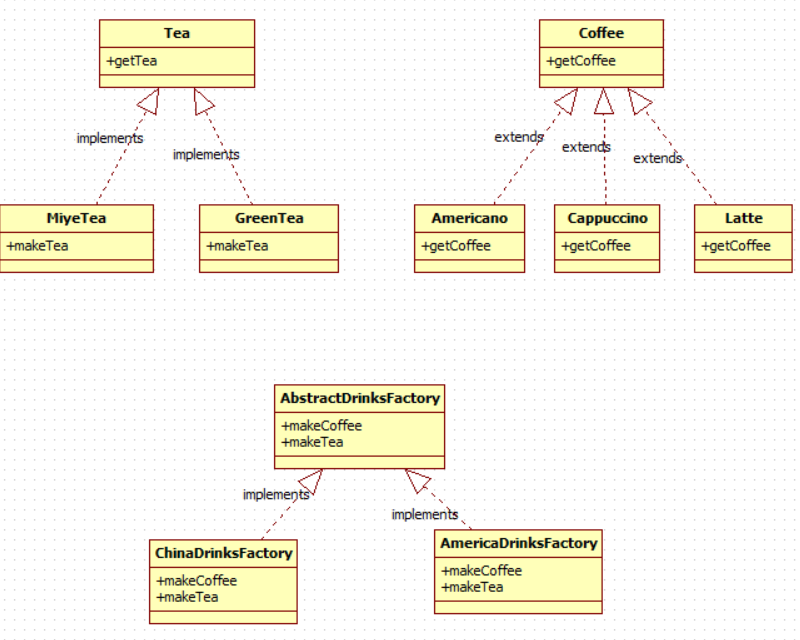 Tea
+getTea
Coffee
+getCoffee
implements
implements
extends
extends
extends
MiyeTea
+makeTea
GreenTea
+makeTea
Americano
+getCoffee
Cappuccino
+getCoffee
Latte
+getCoffee
AbstractDrinksFactory
+makeCoffee
+makeTea
implements
implements
ChinaDrinksFactory
+makeCoffee
+makeTea
AmericaDrinksFactory
+makeCoffee
+makeTea